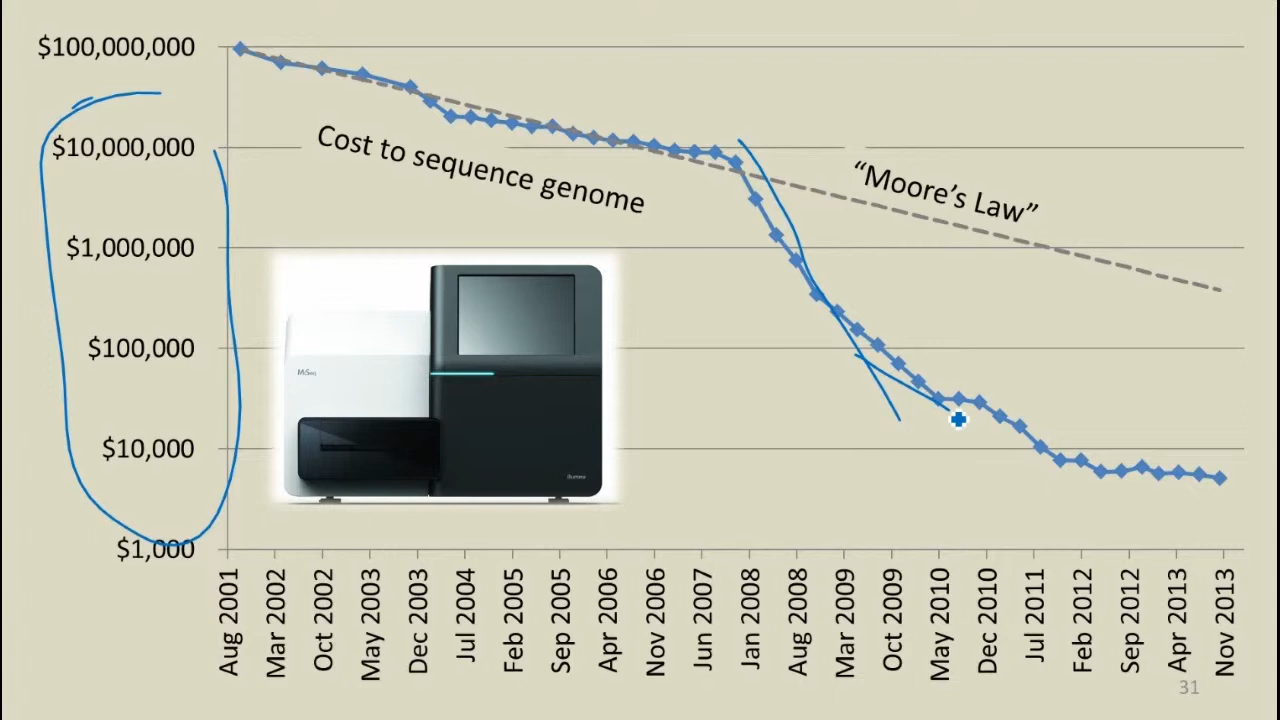 $100,000,000
$10,000,000
$1,000,000
$100,000
$10,000
$1,000
Cost to sequence genome
“Moore’s Law”
MiSeq
illumina
Aug 2001
Mar 2002
Oct 2002
May 2003
Dec 2003
Jul 2004
Feb 2005
Sep 2005
Apr 2006
Nov 2006
Jun 2007
Jan 2008
Aug 2008
Mar 2009
Oct 2009
May 2010
Dec 2010
Jul 2011
Feb 2012
Sep 2012
Apr 2013
Nov 2013
31